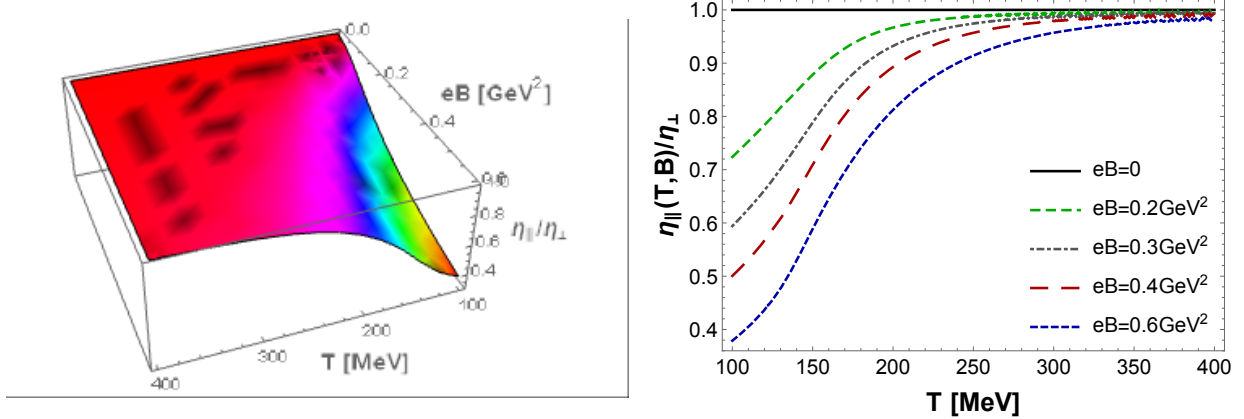 0.0
0.2
eB [GeV²]
0.4
0.8
0.6
η∥/η⊥
0.4
100
200
T [MeV]
300
400
1.0
0.9
0.8
0.7
0.6
0.5
0.4
η∥(T,B)/η⊥
eB=0
eB=0.2GeV²
eB=0.3GeV²
eB=0.4GeV²
eB=0.6GeV²
100 150 200 250 300 350 400
T [MeV]